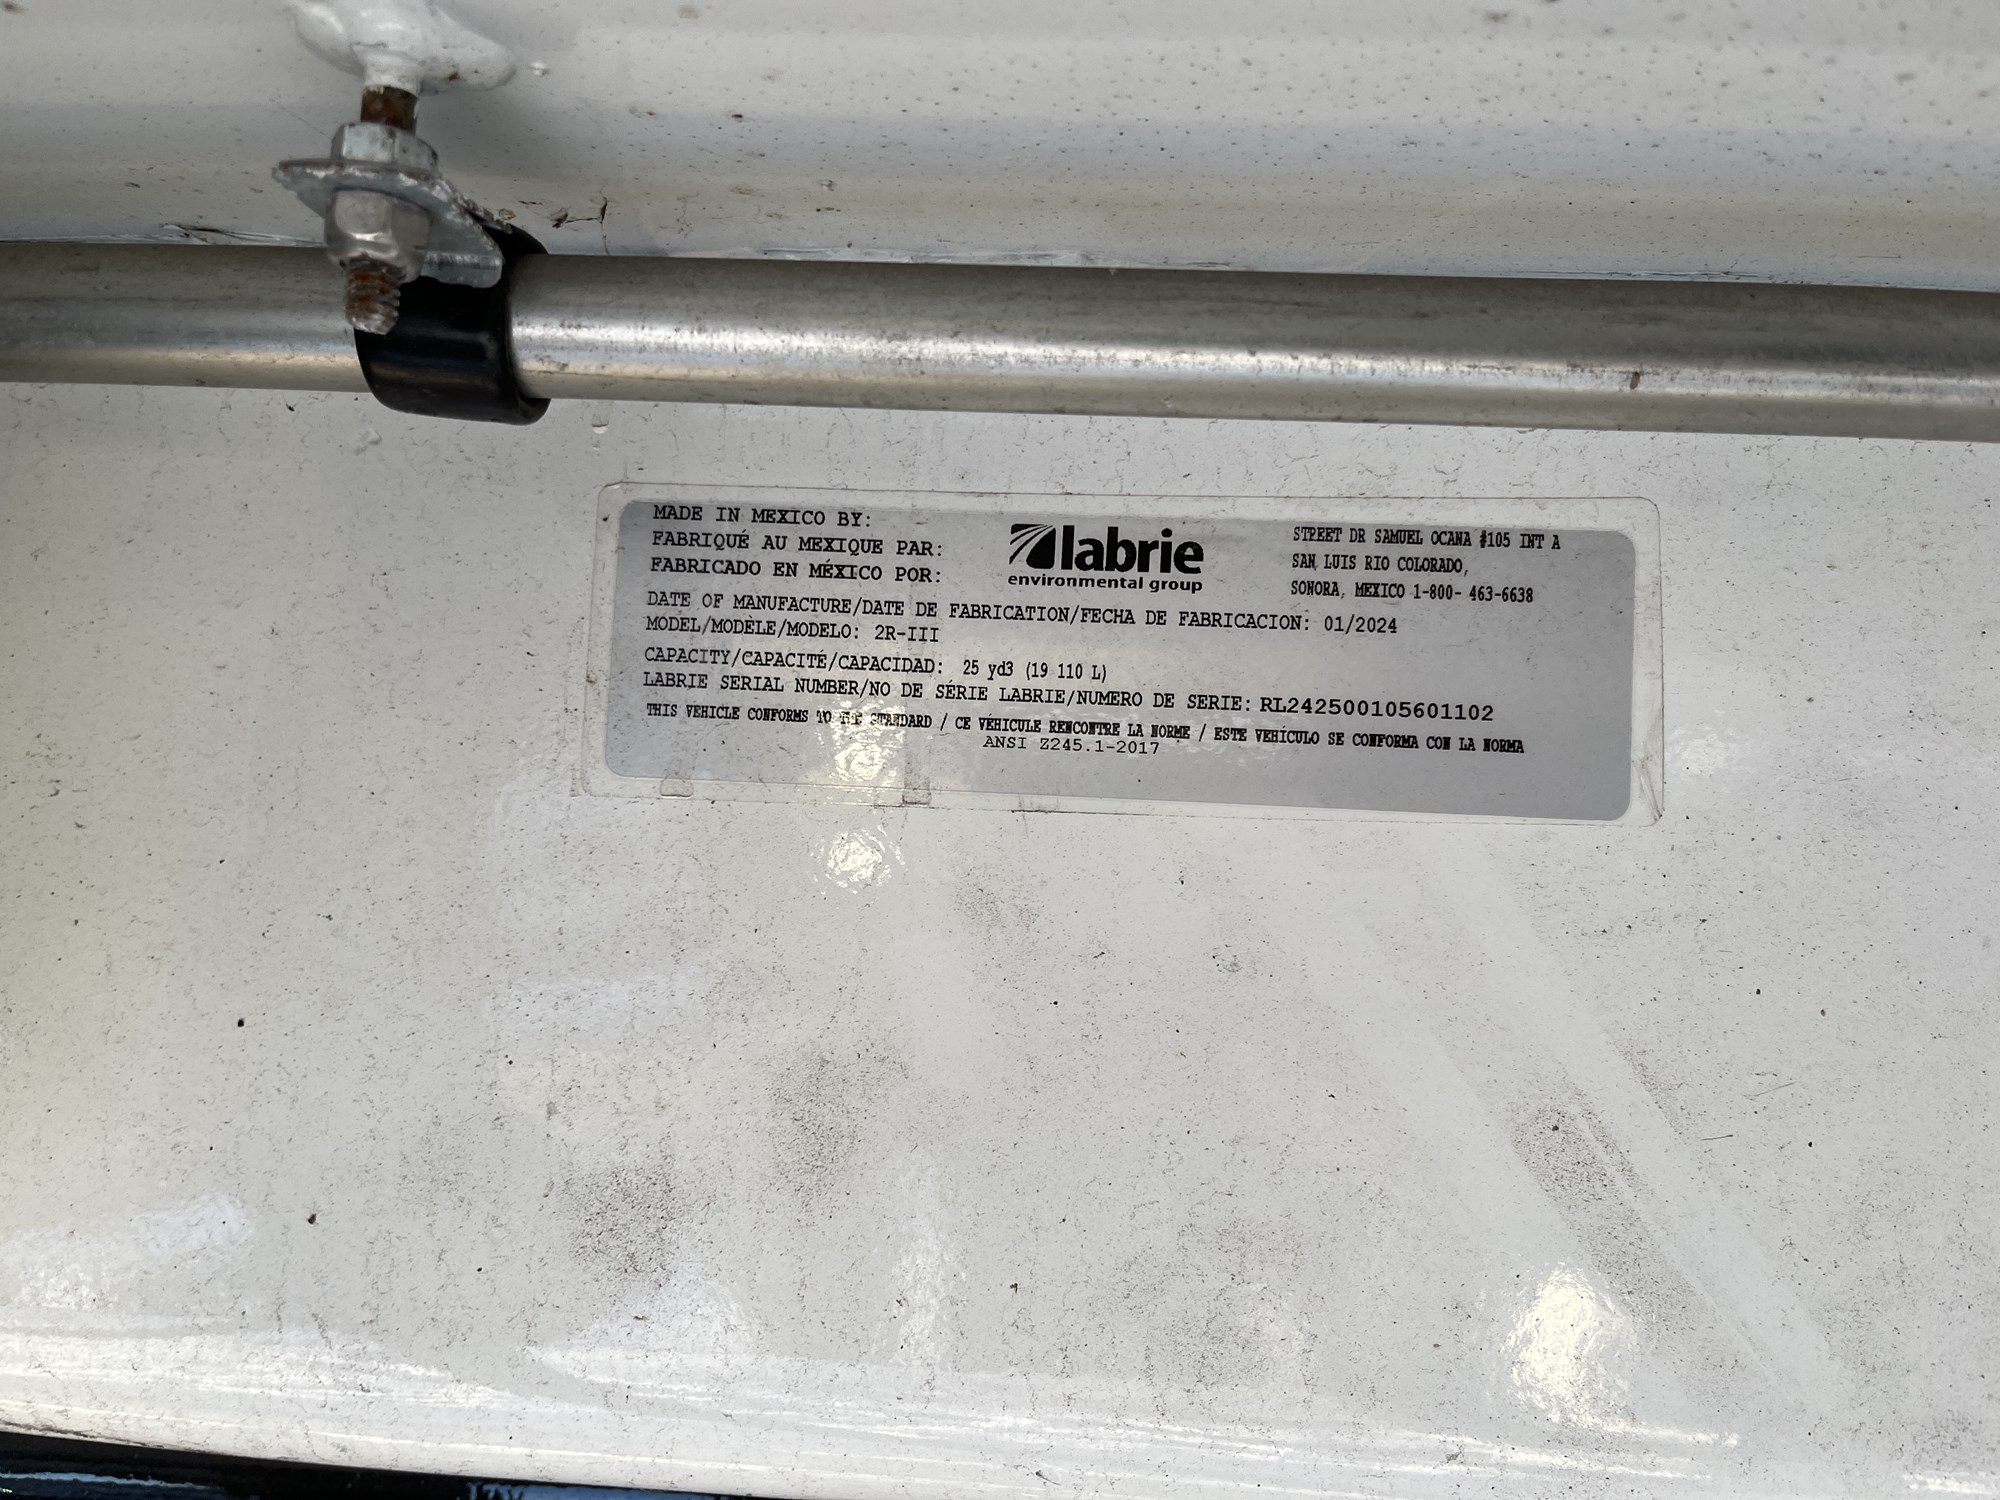 MADE IN MEXICO BY:
FABRIQUÉ AU MEXIQUE PAR:
FABRICADO EN MÉXICO POR:
labrie
environmental group
STREET DR SAMUEL OCANA #105 INT A
SAN LUIS RIO COLORADO,
SONORA, MEXICO 1-800- 463-6638
DATE OF MANUFACTURE/DATE DE FABRICATION/FECHA DE FABRICACION: 01/2024
MODEL/MODÈLE/MODELO: 2R-III
CAPACITY/CAPACITÉ/CAPACIDAD: 25 yd3 (19 110 L)
LABRIE SERIAL NUMBER/NO DE SÉRIE LABRIE/NUMERO DE SERIE: RL242500105601102
THIS VEHICLE CONFORMS TO THE STANDARD / CE VÉHICULE RENCONTRE LA NORME / ESTE VEHÍCULO SE CONFORMA CON LA NORMA
ANSI Z245.1-2017